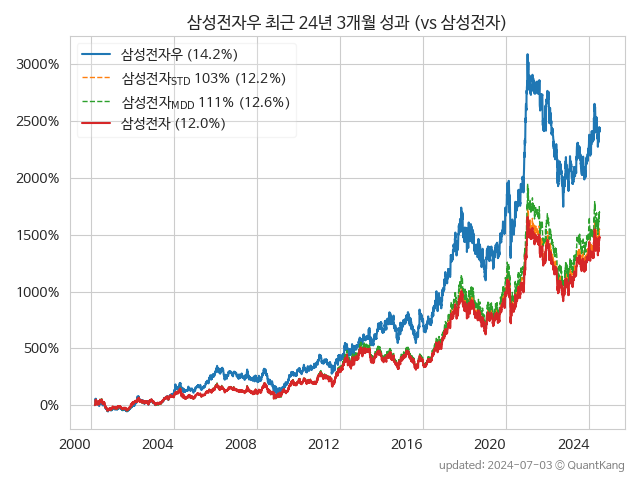 삼성전자우 최근 24년 3개월 성과 (vs 삼성전자)
삼성전자우 (14.2%)
삼성전자STD 103% (12.2%)
삼성전자MDD 111% (12.6%)
삼성전자 (12.0%)
3000%
2500%
2000%
1500%
1000%
500%
0%
2000 2004 2008 2012 2016 2020 2024
updated: 2024-07-03 © QuantKang